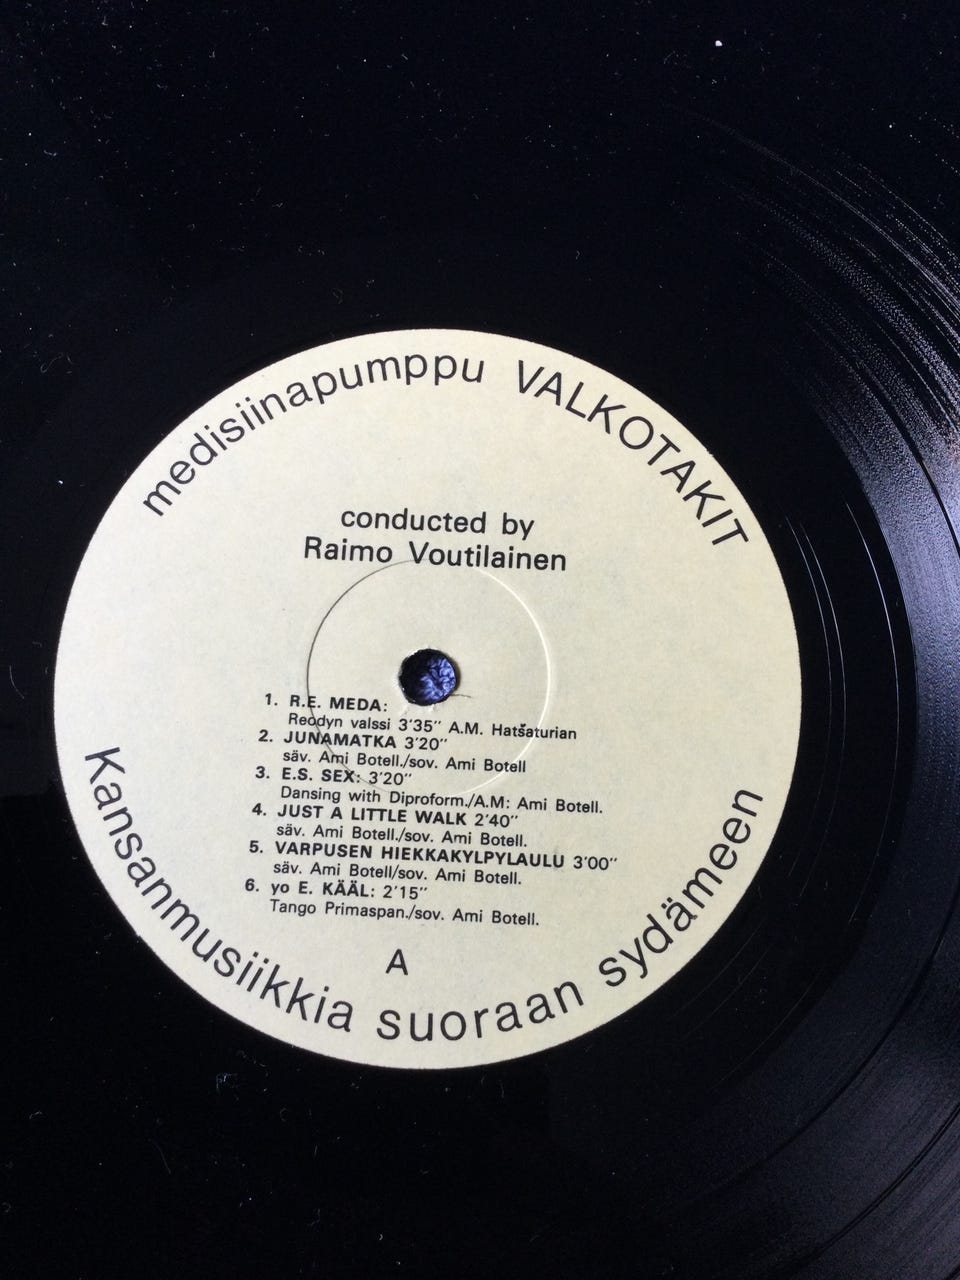 medisiinapumppu VALKOTAKIT
conducted by
Raimo Voutilainen
1. R.E. MEDA:
Reodyn valssi 3'35" A.M. Hatšaturian
2. JUNAMATKA 3'20"
säv. Ami Botell./sov. Ami Botell
3. E.S. SEX: 3'20"
Dansing with Diproform./A.M: Ami Botell.
4. JUST A LITTLE WALK 2'40"
säv. Ami Botell./sov. Ami Botell.
5. VARPUSEN HIEKKAKYLPYLAULU 3'00"
säv. Ami Botell/sov. Ami Botell.
6. yo E. KÄÄL: 2'15"
Tango Primaspan./sov. Ami Botell.
A
Kansanmusiikkia suoraan sydämeen